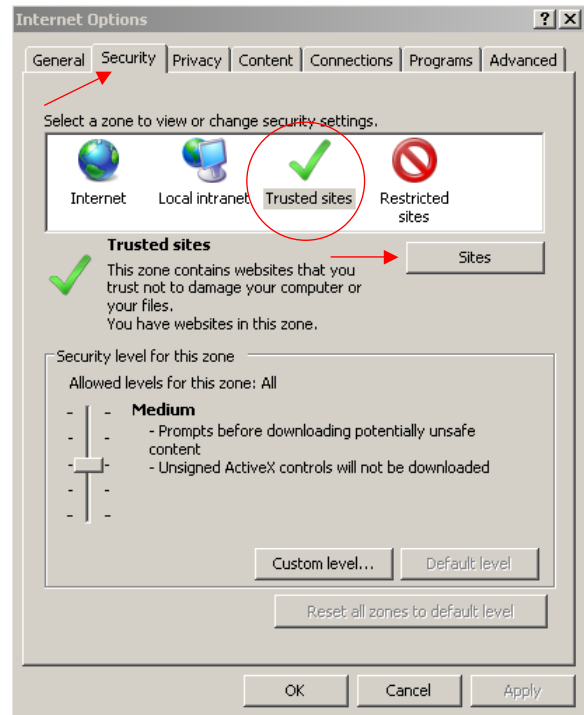 Internet Options
? X
General Security Privacy Content Connections Programs Advanced
Select a zone to view or change security settings.
Internet Local intranet Trusted sites Restricted
sites
Trusted sites
Sites
This zone contains websites that you
trust not to damage your computer or
your files.
You have websites in this zone.
Security level for this zone
Allowed levels for this zone: All
Medium
- Prompts before downloading potentially unsafe
content
- Unsigned ActiveX controls will not be downloaded
Custom level... Default level
Reset all zones to default level
OK Cancel Apply